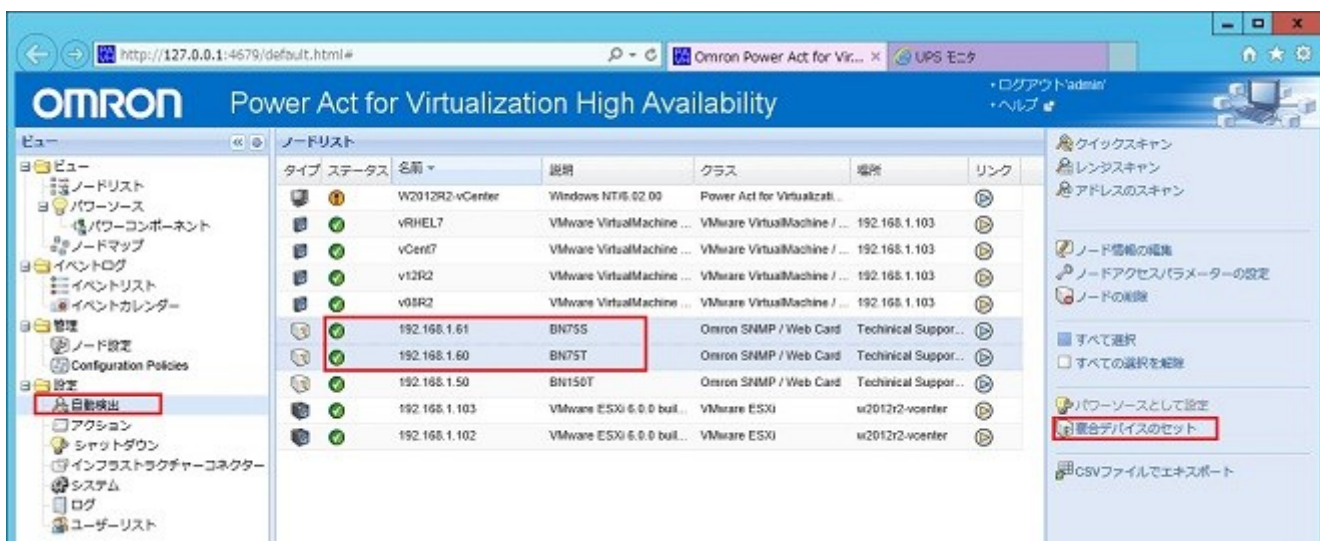 http://127.0.0.1:4679/default.html#
Omron Power Act for Vir...
UPS モニタ
OMRON Power Act for Virtualization High Availability
・ログアウト'admin'
・ヘルプ
ビュー
ビュー
ノードリスト
パワーソース
パワーコンポーネント
ノードマップ
イベントログ
イベントリスト
イベントカレンダー
管理
ノード設定
Configuration Policies
設定
自動検出
アクション
シャットダウン
インフラストラクチャーコネクター
システム
ログ
ユーザーリスト
ノードリスト
タイプ ステータス 名前 説明 クラス 場所 リンク
W2012R2-vCenter Windows NT/6.02.00 Power Act for Virtualizati...
vRHEL7 VMware VirtualMachine ... VMware VirtualMachine / ... 192.168.1.103
vCent7 VMware VirtualMachine ... VMware VirtualMachine / ... 192.168.1.103
v12R2 VMware VirtualMachine ... VMware VirtualMachine / ... 192.168.1.103
v08R2 VMware VirtualMachine ... VMware VirtualMachine / ... 192.168.1.103
192.168.1.61 BN75S Omron SNMP / Web Card Techinical Suppor...
192.168.1.60 BN75T Omron SNMP / Web Card Techinical Suppor...
192.168.1.50 BN150T Omron SNMP / Web Card Techinical Suppor...
192.168.1.103 VMware ESXi 6.0.0 buil... VMware ESXi w2012r2-vcenter
192.168.1.102 VMware ESXi 6.0.0 buil... VMware ESXi w2012r2-vcenter
クイックスキャン
レンジスキャン
アドレスのスキャン
ノード情報の編集
ノードアクセスパラメーターの設定
ノードの削除
すべて選択
すべての選択を解除
パワーソースとして設定
複合デバイスのセット
CSVファイルでエキスポート